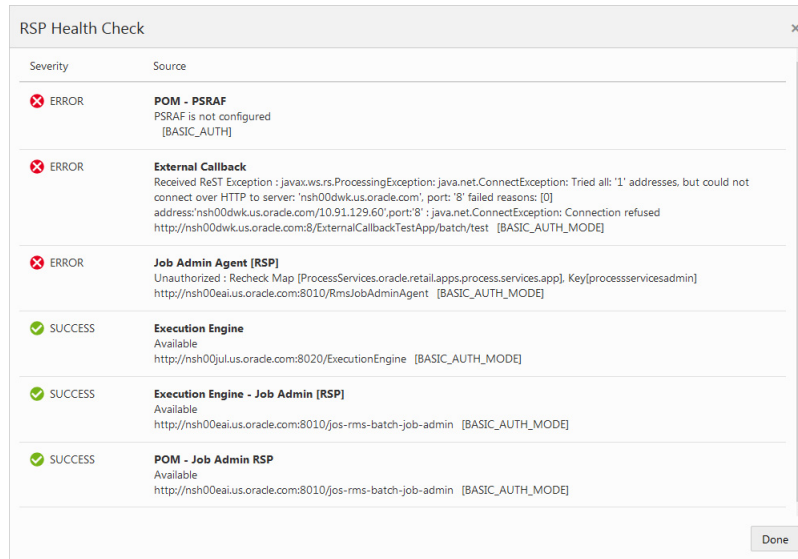 RSP Health Check
×
Severity Source
ERROR POM - PSRAF
PSRAF is not configured
[BASIC_AUTH]
ERROR External Callback
Received ReST Exception : javax.ws.rs.ProcessingException: java.net.ConnectException: Tried all: '1' addresses, but could not
connect over HTTP to server: 'nsh00dwk.us.oracle.com', port: '8' failed reasons: [0]
address:'nsh00dwk.us.oracle.com/10.91.129.60',port:'8' : java.net.ConnectException: Connection refused
http://nsh00dwk.us.oracle.com:8/ExternalCallbackTestApp/batch/test [BASIC_AUTH_MODE]
ERROR Job Admin Agent [RSP]
Unauthorized : Recheck Map [ProcessServices.oracle.retail.apps.process.services.app], Key[processservicesadmin]
http://nsh00eai.us.oracle.com:8010/RmsJobAdminAgent [BASIC_AUTH_MODE]
SUCCESS Execution Engine
Available
http://nsh00jul.us.oracle.com:8020/ExecutionEngine [BASIC_AUTH_MODE]
SUCCESS Execution Engine - Job Admin [RSP]
Available
http://nsh00eai.us.oracle.com:8010/jos-rms-batch-job-admin [BASIC_AUTH_MODE]
SUCCESS POM - Job Admin RSP
Available
http://nsh00eai.us.oracle.com:8010/jos-rms-batch-job-admin [BASIC_AUTH_MODE]
Done